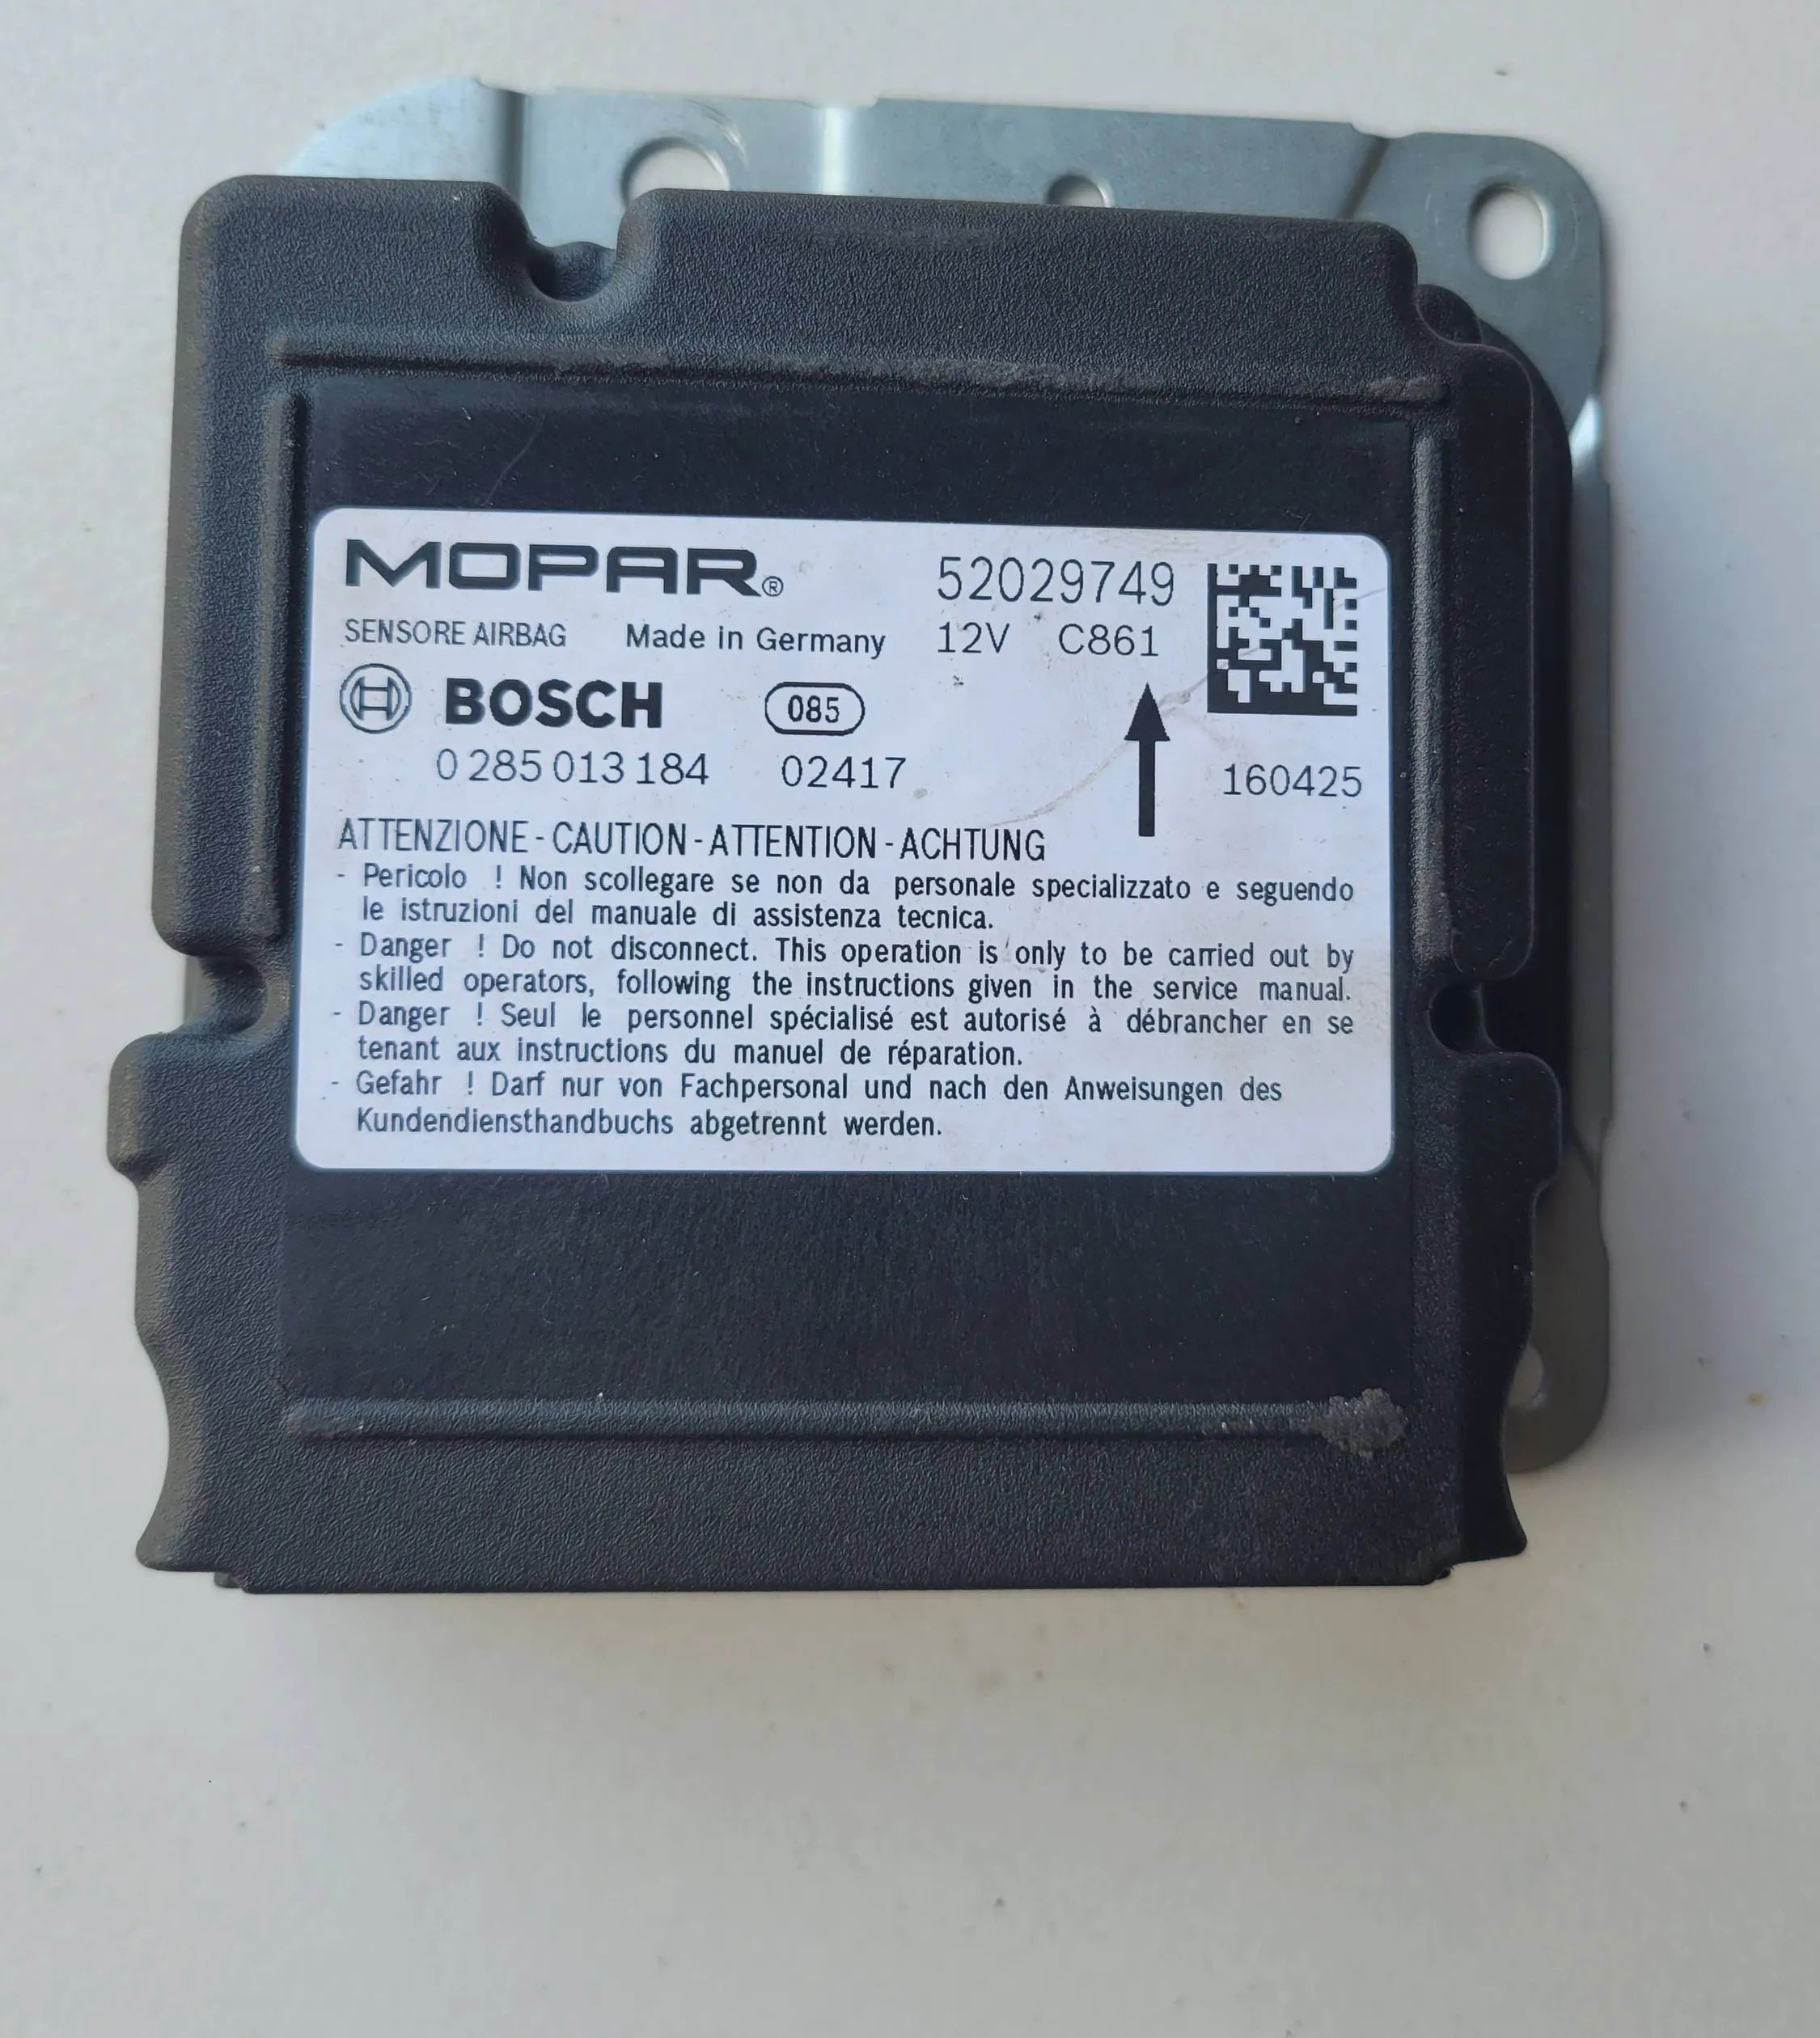 MOPAR® 52029749
SENSORE AIRBAG Made in Germany 12V C861
BOSCH 085
0 285 013 184 02417 160425
ATTENZIONE - CAUTION - ATTENTION - ACHTUNG
- Pericolo ! Non scollegare se non da personale specializzato e seguendo
le istruzioni del manuale di assistenza tecnica.
- Danger ! Do not disconnect. This operation is only to be carried out by
skilled operators, following the instructions given in the service manual.
- Danger ! Seul le personnel spécialisé est autorisé à débrancher en se
tenant aux instructions du manuel de réparation.
- Gefahr ! Darf nur von Fachpersonal und nach den Anweisungen des
Kundendiensthandbuchs abgetrennt werden.